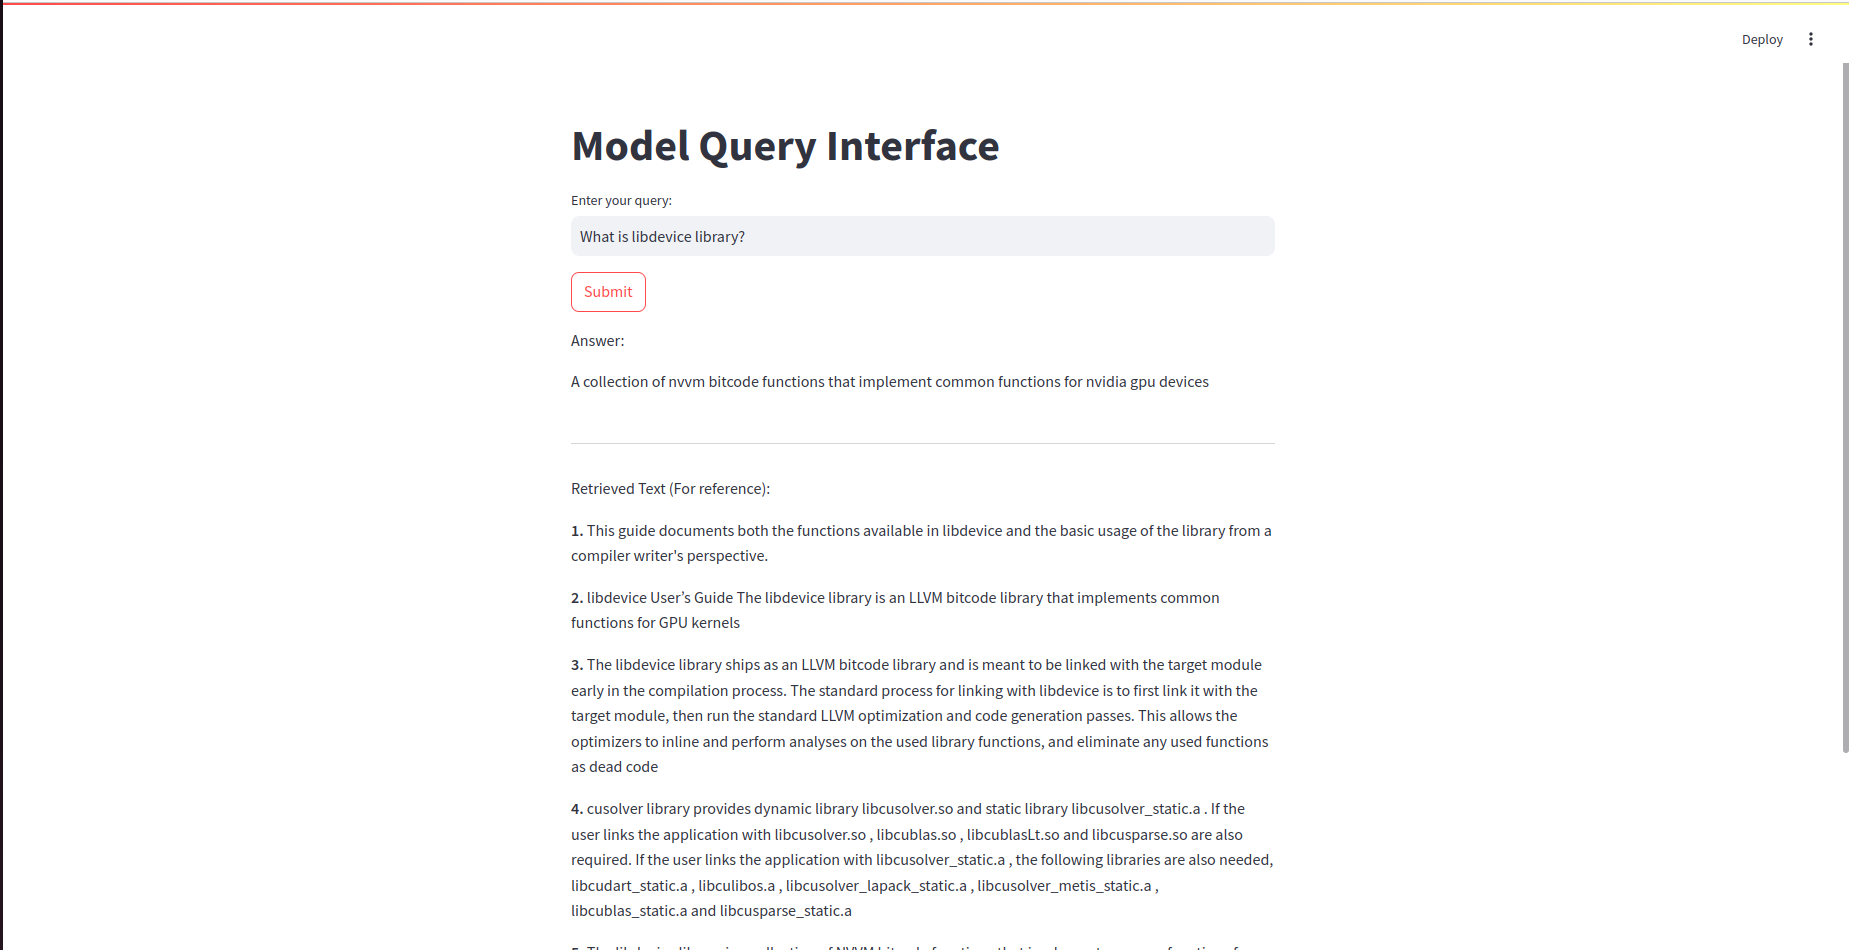 Deploy
Model Query Interface
Enter your query:
What is libdevice library?
Submit
Answer:
A collection of nvvm bitcode functions that implement common functions for nvidia gpu devices
Retrieved Text (For reference):
1. This guide documents both the functions available in libdevice and the basic usage of the library from a
compiler writer's perspective.
2. libdevice User’s Guide The libdevice library is an LLVM bitcode library that implements common
functions for GPU kernels
3. The libdevice library ships as an LLVM bitcode library and is meant to be linked with the target module
early in the compilation process. The standard process for linking with libdevice is to first link it with the
target module, then run the standard LLVM optimization and code generation passes. This allows the
optimizers to inline and perform analyses on the used library functions, and eliminate any used functions
as dead code
4. cusolver library provides dynamic library libcusolver.so and static library libcusolver_static.a . If the
user links the application with libcusolver.so , libcublas.so , libcublasLt.so and libcusparse.so are also
required. If the user links the application with libcusolver_static.a , the following libraries are also needed,
libcudart_static.a , libculibos.a , libcusolver_lapack_static.a , libcusolver_metis_static.a ,
libcublas_static.a and libcusparse_static.a